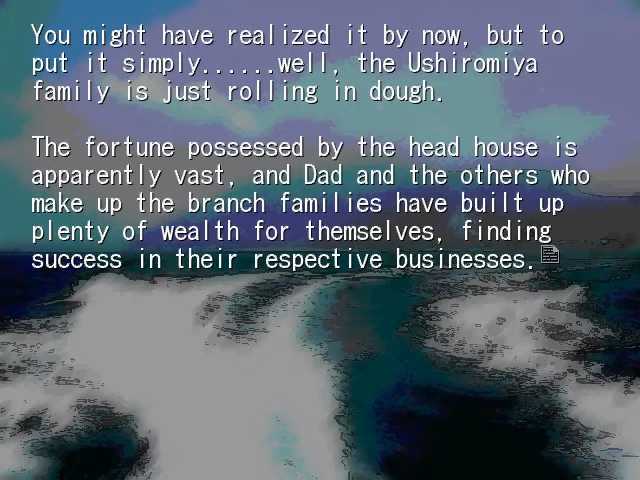 You might have realized it by now, but to
put it simply......well, the Ushiromiya
family is just rolling in dough.
The fortune possessed by the head house is
apparently vast, and Dad and the others who
make up the branch families have built up
plenty of wealth for themselves, finding
success in their respective businesses.